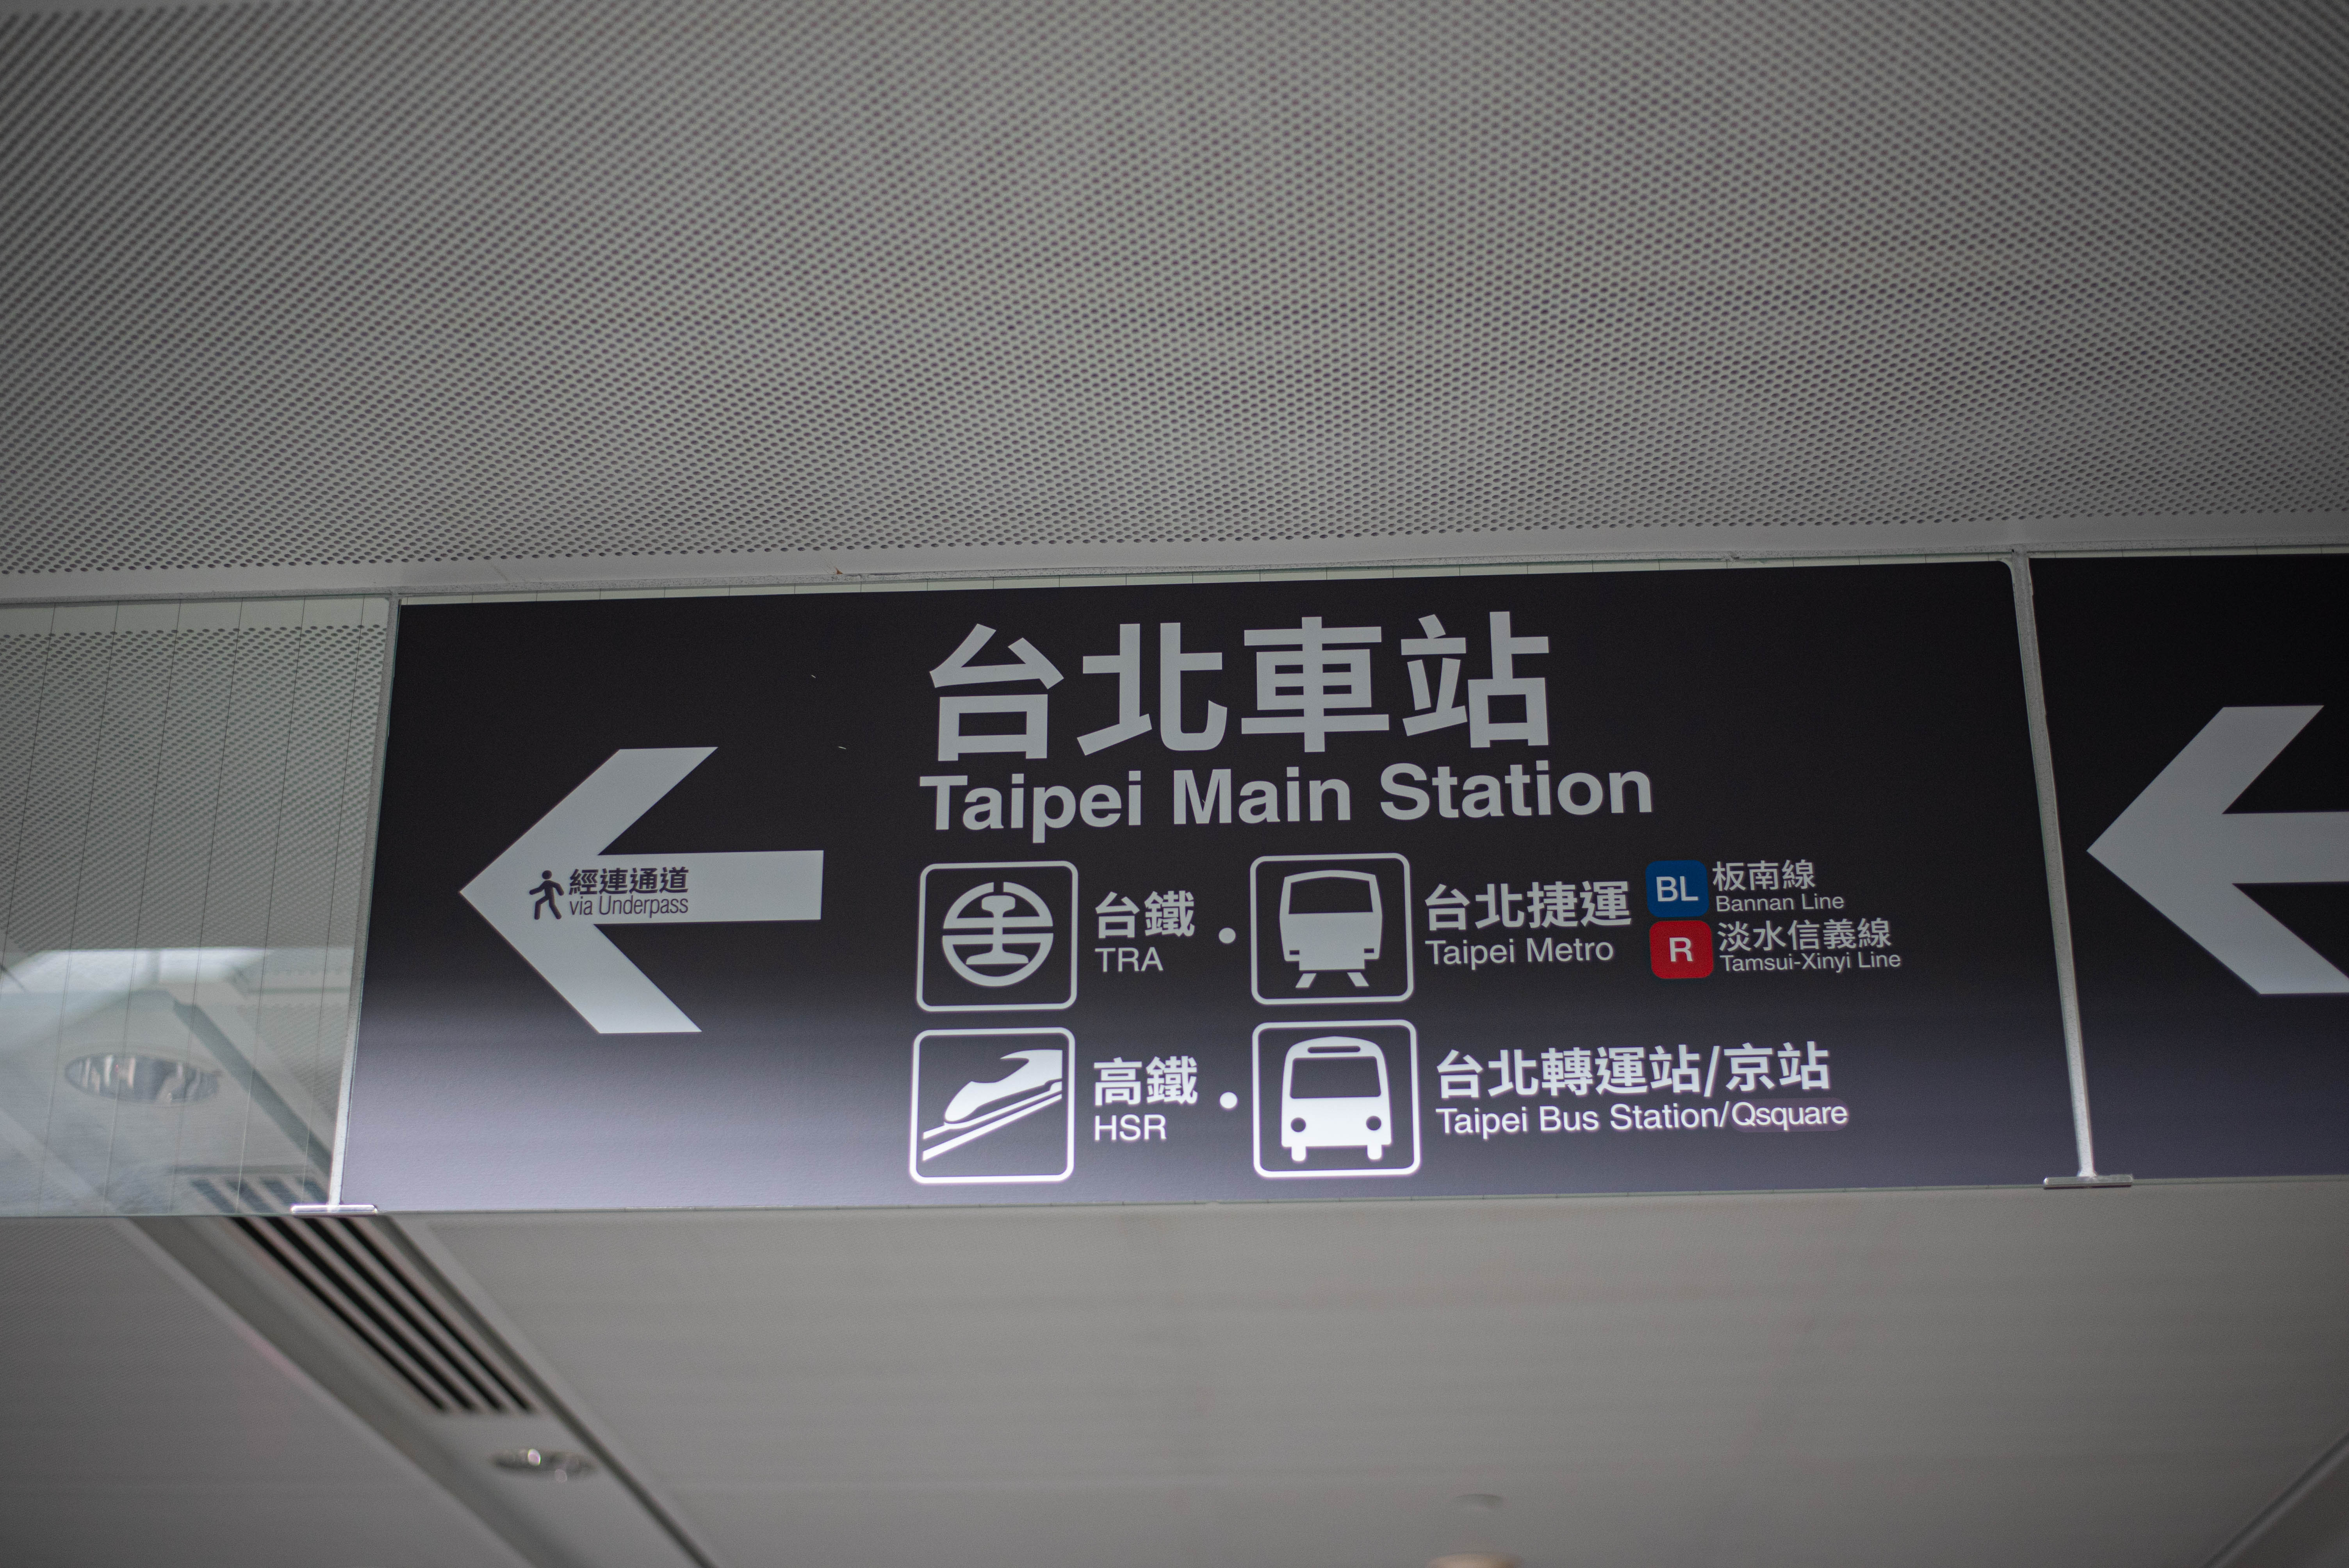 台北車站
Taipei Main Station
經連通道
via Underpass
台鐵
TRA
台北捷運
Taipei Metro
BL 板南線
Bannan Line
R 淡水信義線
Tamsui-Xinyi Line
高鐵
HSR
台北轉運站/京站
Taipei Bus Station/Qsquare